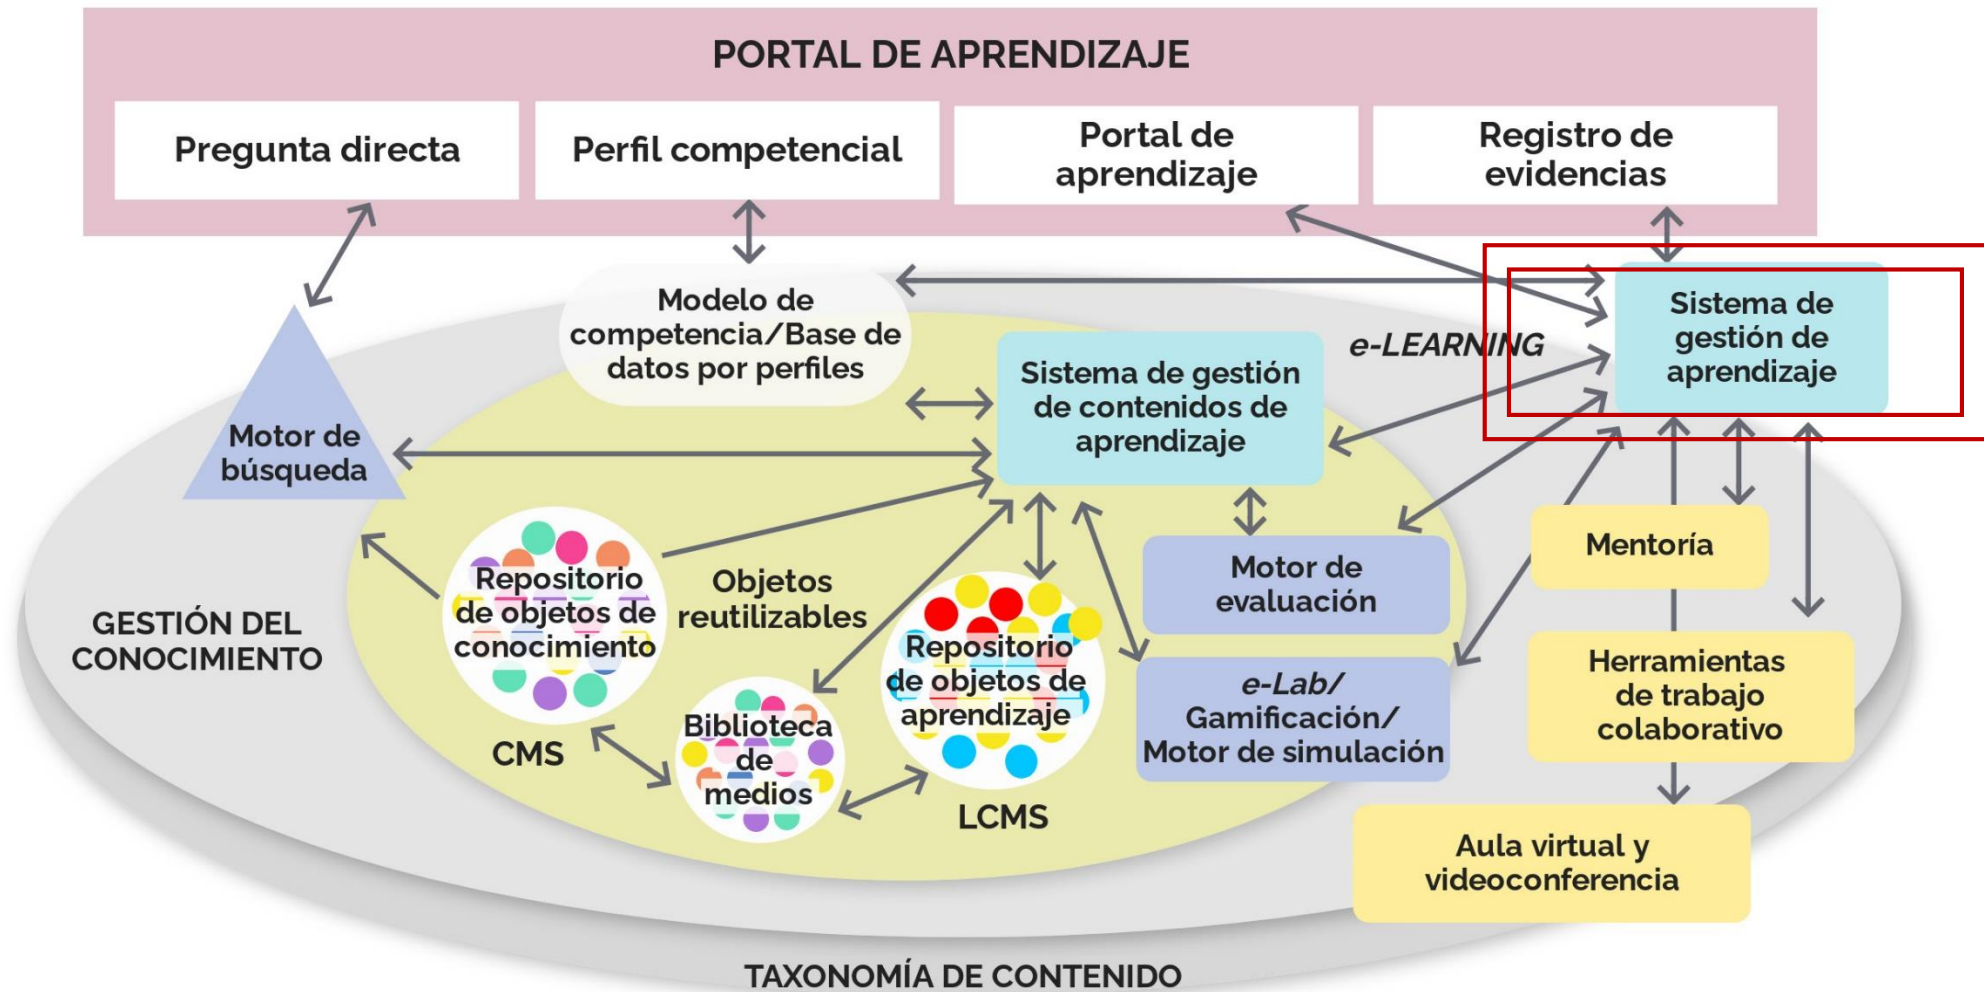 PORTAL DE APRENDIZAJE
Pregunta directa
Perfil competencial
Portal de
aprendizaje
Registro de
evidencias
Modelo de
competencia/Base de
datos por perfiles
Sistema de gestión
de contenidos de
aprendizaje
e-LEARNING
Sistema de
gestión de
aprendizaje
Motor de
búsqueda
GESTIÓN DEL
CONOCIMIENTO
Repositorio
de objetos de
conocimiento
CMS
Objetos
reutilizables
Biblioteca
de
medios
Repositorio
de objetos de
aprendizaje
LCMS
Motor de
evaluación
e-Lab/
Gamificación/
Motor de simulación
Mentoría
Herramientas
de trabajo
colaborativo
Aula virtual y
videoconferencia
TAXONOMÍA DE CONTENIDO